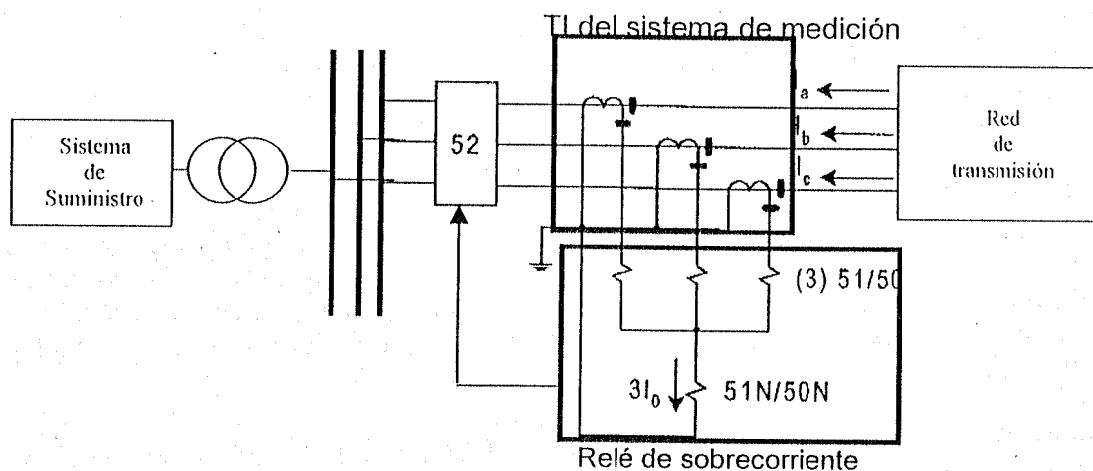 TI del sistema de medición
Sistema
de
Suministro
52
I a
I b
I c
Red
de
transmisión
(3) 51/50
3I0
51N/50N
Relé de sobrecorriente